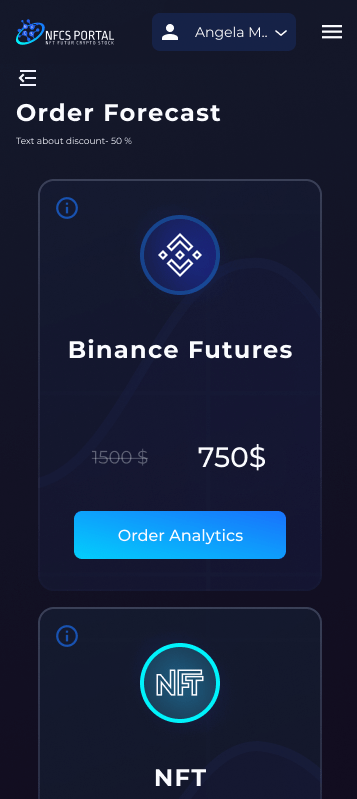 NFCS PORTAL
NFT FUTUR CRYPTO STOCK
Angela M..
Order Forecast
Text about discount- 50 %
Binance Futures
1500 $
750$
Order Analytics
NFT
NFT